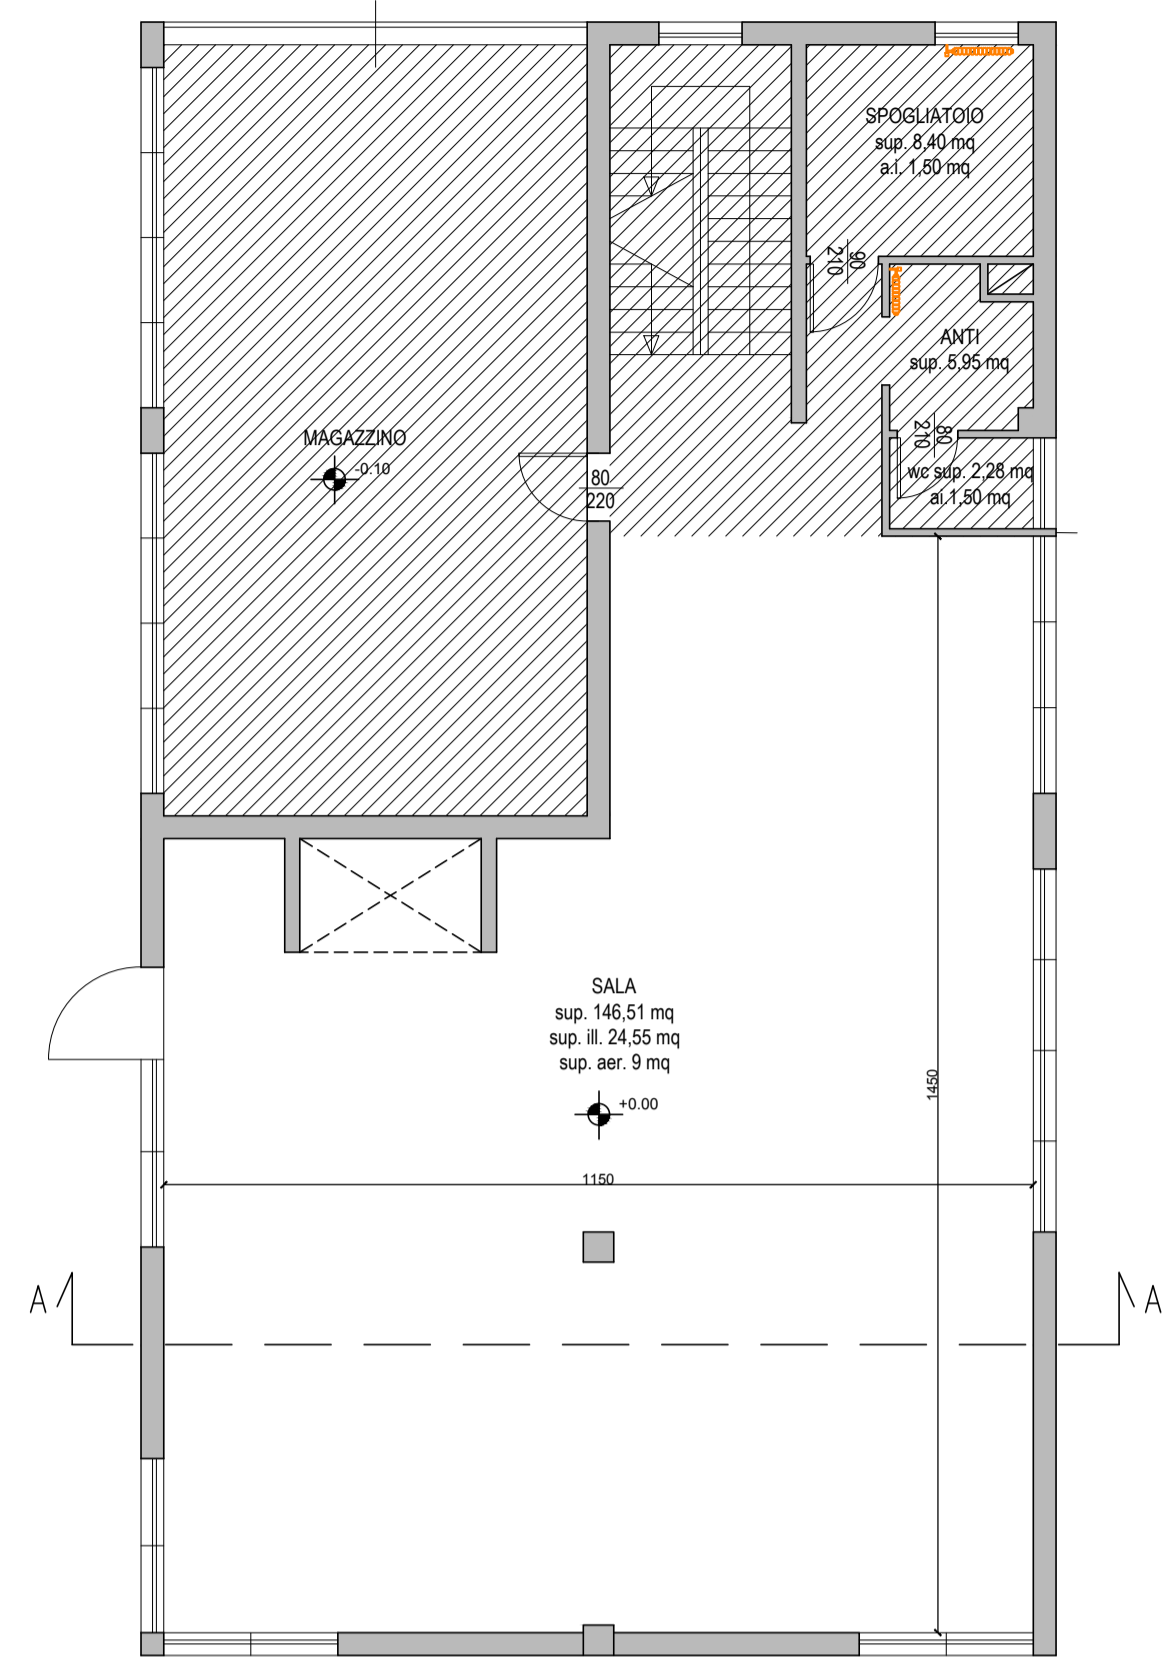 SPOGLIATOIO
sup. 8,40 mq
a.i. 1,50 mq
90
210
ANTI
sup. 5,95 mq
80
210
wc sup. 2,28 mq
ai.1,50 mq
MAGAZZINO
-0.10
80
220
SALA
sup. 146,51 mq
sup. ill. 24,55 mq
sup. aer. 9 mq
+0.00
1450
1150
A
A